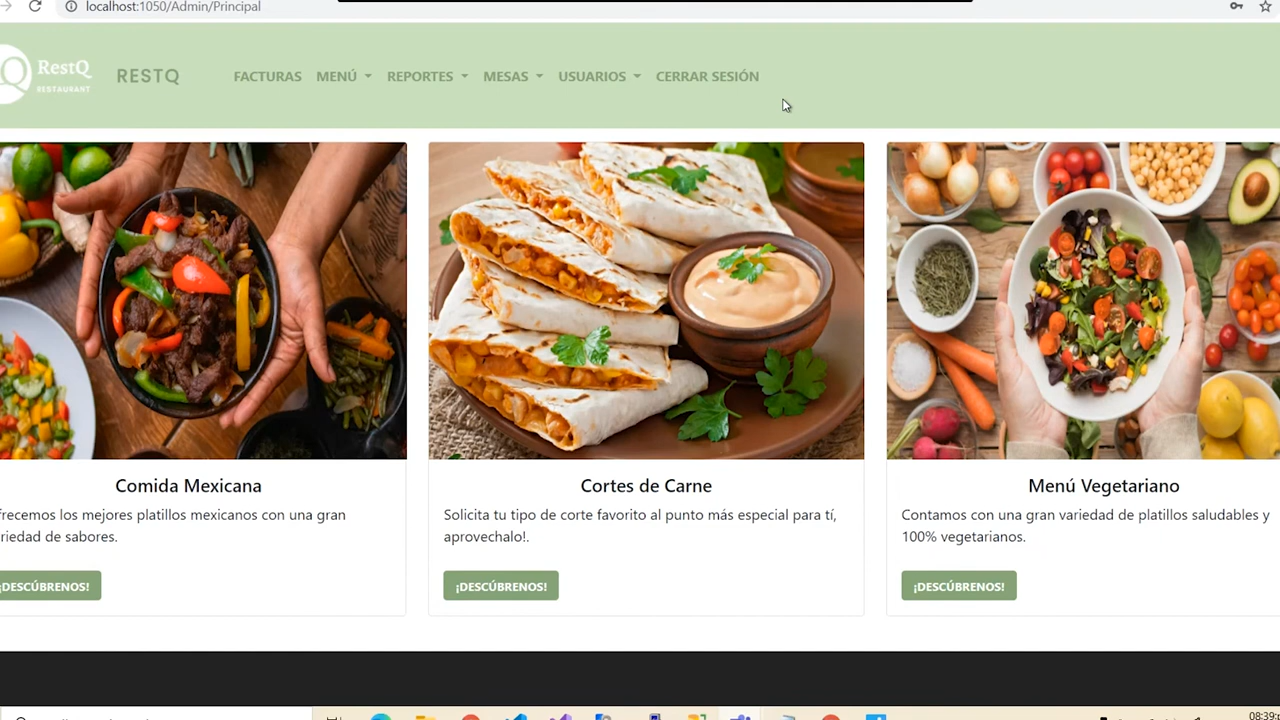 localhost:1050/Admin/Principal
RestQ
RESTAURANT
RESTQ
FACTURAS MENÚ REPORTES MESAS USUARIOS CERRAR SESIÓN
Comida Mexicana
frecemos los mejores platillos mexicanos con una gran
riedad de sabores.
¡DESCÚBRENOS!
Cortes de Carne
Solicita tu tipo de corte favorito al punto más especial para tí,
aprovechalo!.
¡DESCÚBRENOS!
Menú Vegetariano
Contamos con una gran variedad de platillos saludables y
100% vegetarianos.
¡DESCÚBRENOS!